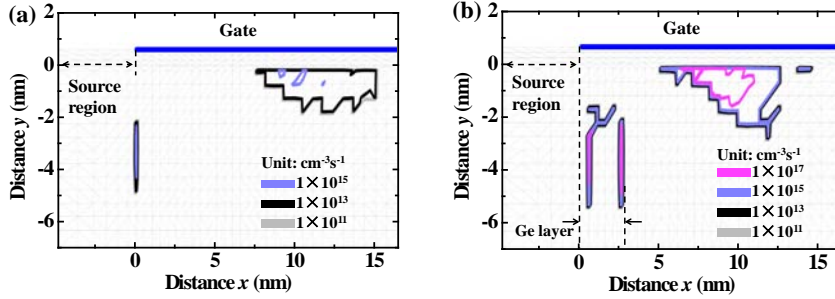 (a)
Gate
Source
region
Unit: cm⁻³s⁻¹
1×10¹⁵
1×10¹³
1×10¹¹
Distance y (nm)
2
0
-2
-4
-6
0
5
10
15
Distance x (nm)
(b)
Gate
Source
region
Unit: cm⁻³s⁻¹
1×10¹⁷
1×10¹⁵
1×10¹³
1×10¹¹
Ge layer
Distance y (nm)
2
0
-2
-4
-6
-5
0
5
10
15
Distance x (nm)